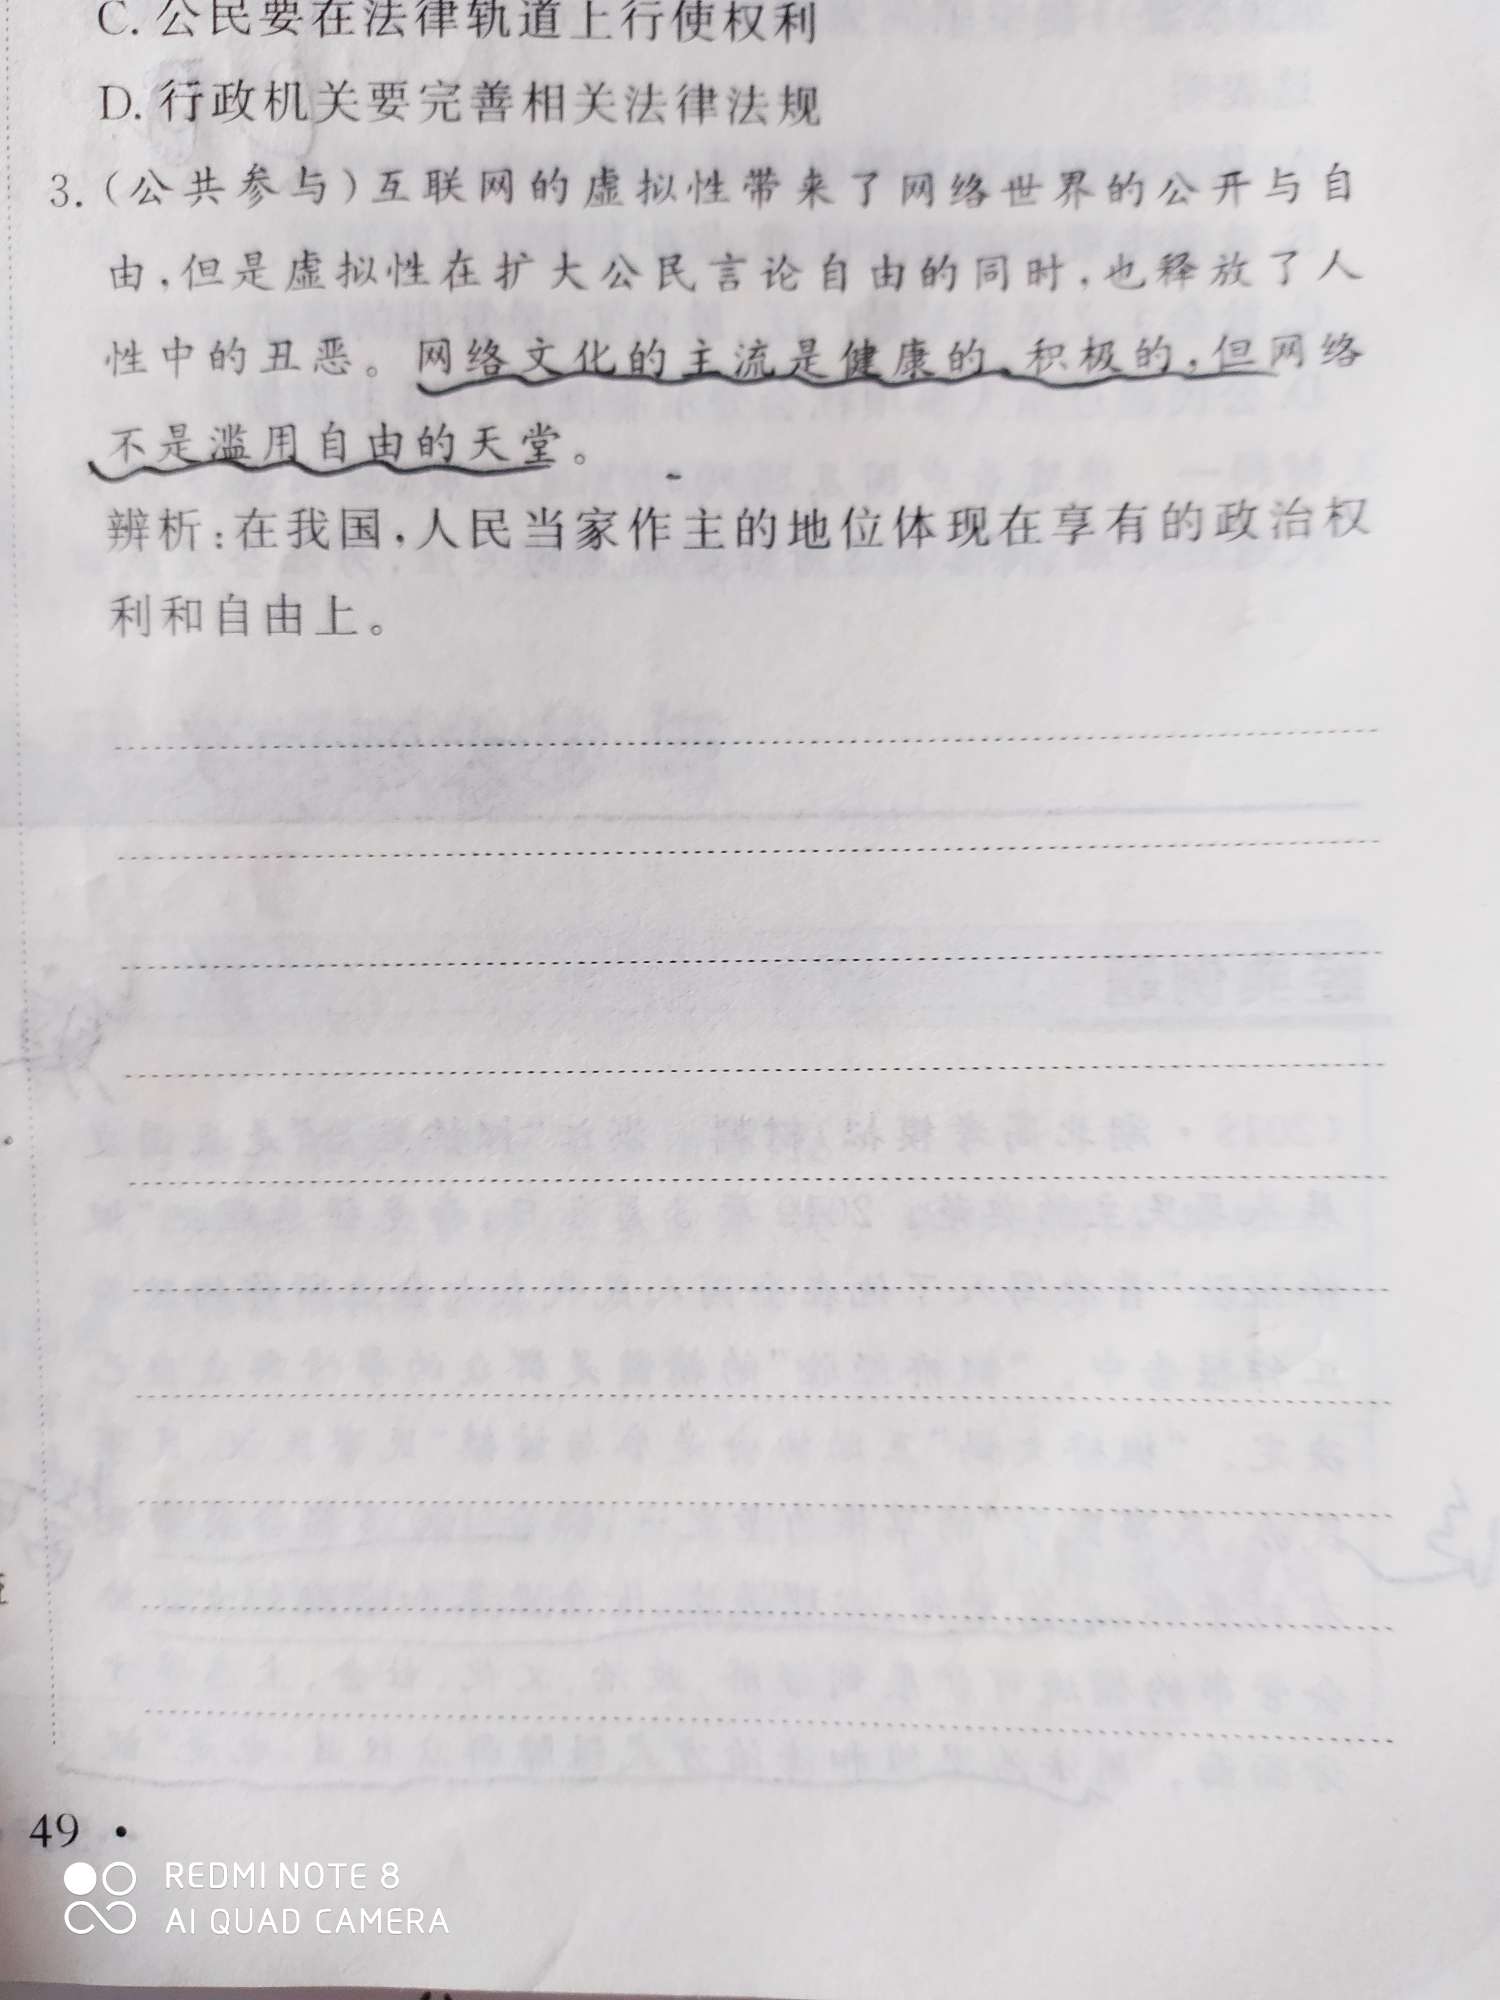 C. 公民要在法律轨道上行使权利
D. 行政机关要完善相关法律法规
3. (公共参与)互联网的虚拟性带来了网络世界的公开与自
由,但是虚拟性在扩大公民言论自由的同时,也释放了人
性中的丑恶。网络文化的主流是健康的、积极的,但网络
不是滥用自由的天堂。
辨析:在我国,人民当家作主的地位体现在享有的政治权
利和自由上。
49 ·
REDMI NOTE 8
AI QUAD CAMERA